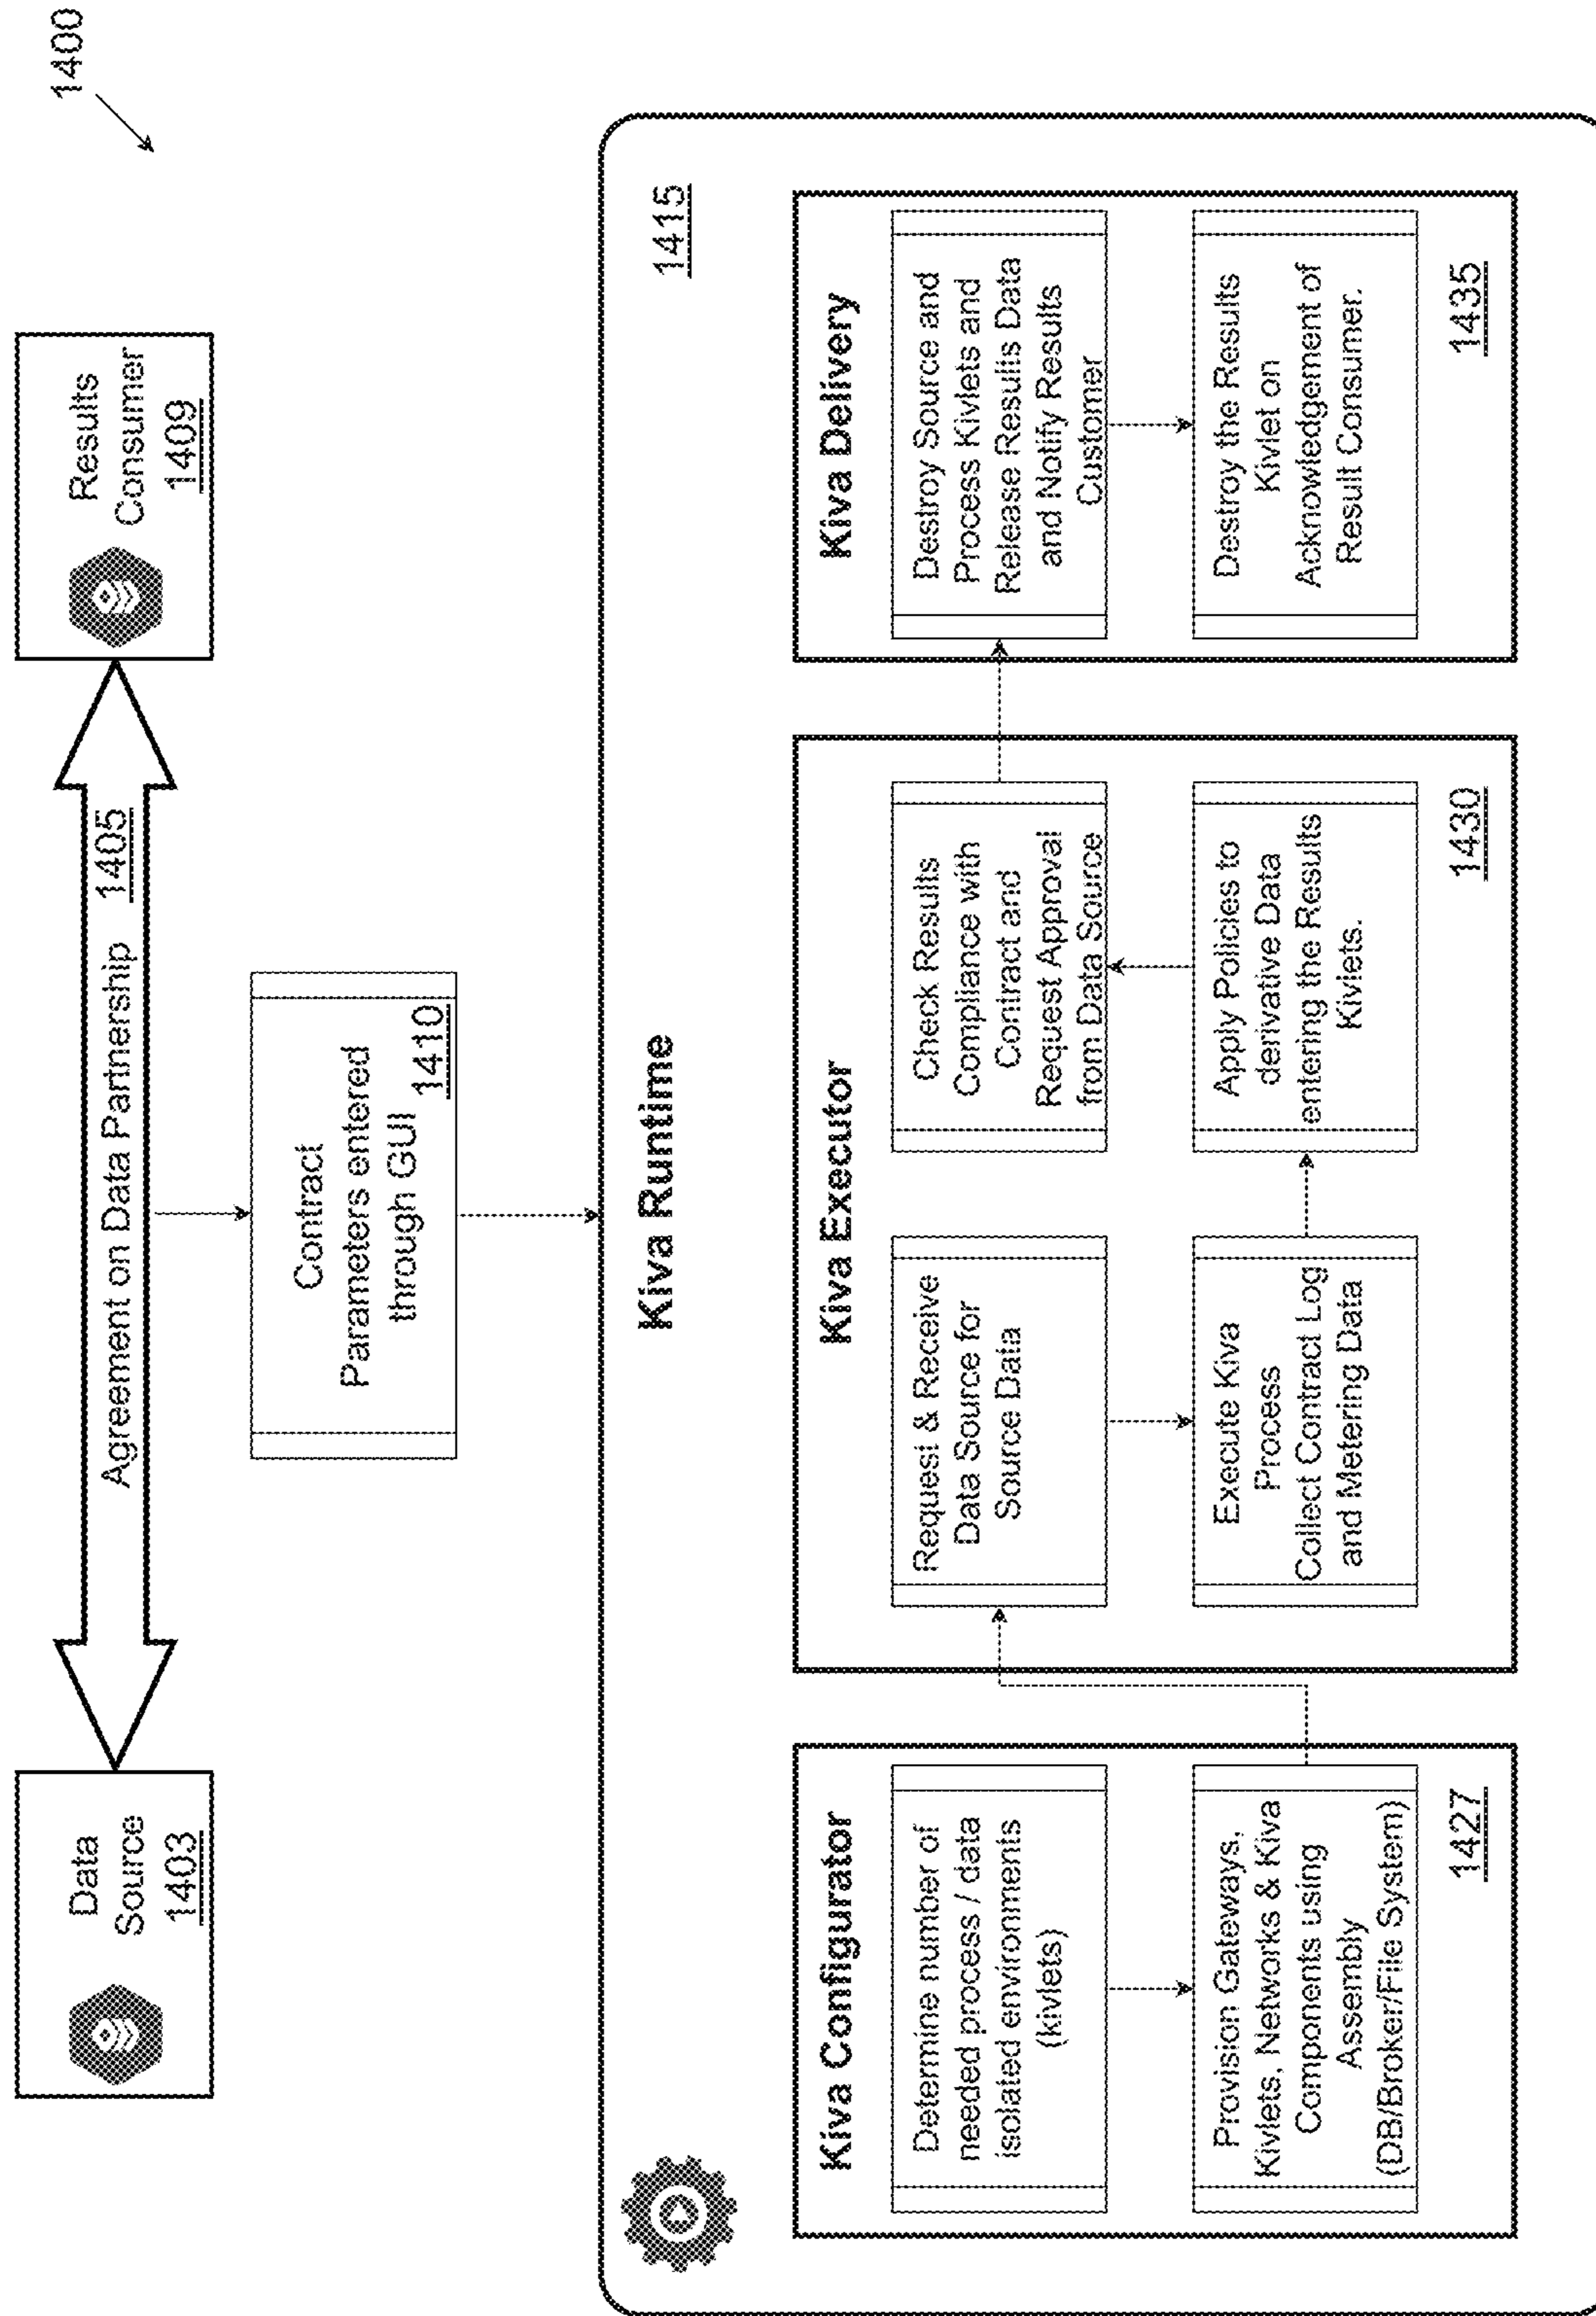 1400
Data
Source
1403
Agreement on Data Partnership 1405
Results
Consumer
1409
Contract
Parameters entered
through GUI
1410
Kiva Runtime
1415
Kiva Configurator
Determine number of
needed process / data
isolated environments
(kivlets)
Provision Gateways,
Kivlets, Networks & Kiva
Components using
Assembly
(DB/Broker/File System)
1427
Kiva Executor
Request & Receive
Data Source for
Source Data
Execute Kiva
Process
Collect Contract Log
and Metering Data
Check Results
Compliance with
Contract and
Request Approval
from Data Source
Apply Policies to
derivative Data
entering the Results
Kivlets.
1430
Kiva Delivery
Destroy Source and
Process Kivlets and
Release Results Data
and Notify Results
Customer
Destroy the Results
Kivlet on
Acknowledgement of
Result Consumer.
1435